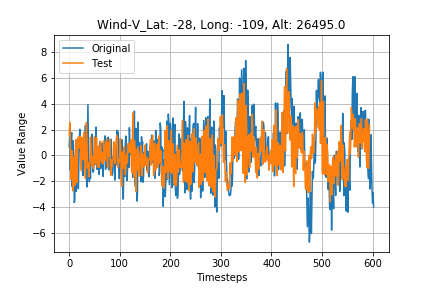 Wind-V_Lat: -28, Long: -109, Alt: 26495.0
Original
Test
Value Range
8
6
4
2
0
−2
−4
−6
0 100 200 300 400 500 600
Timesteps